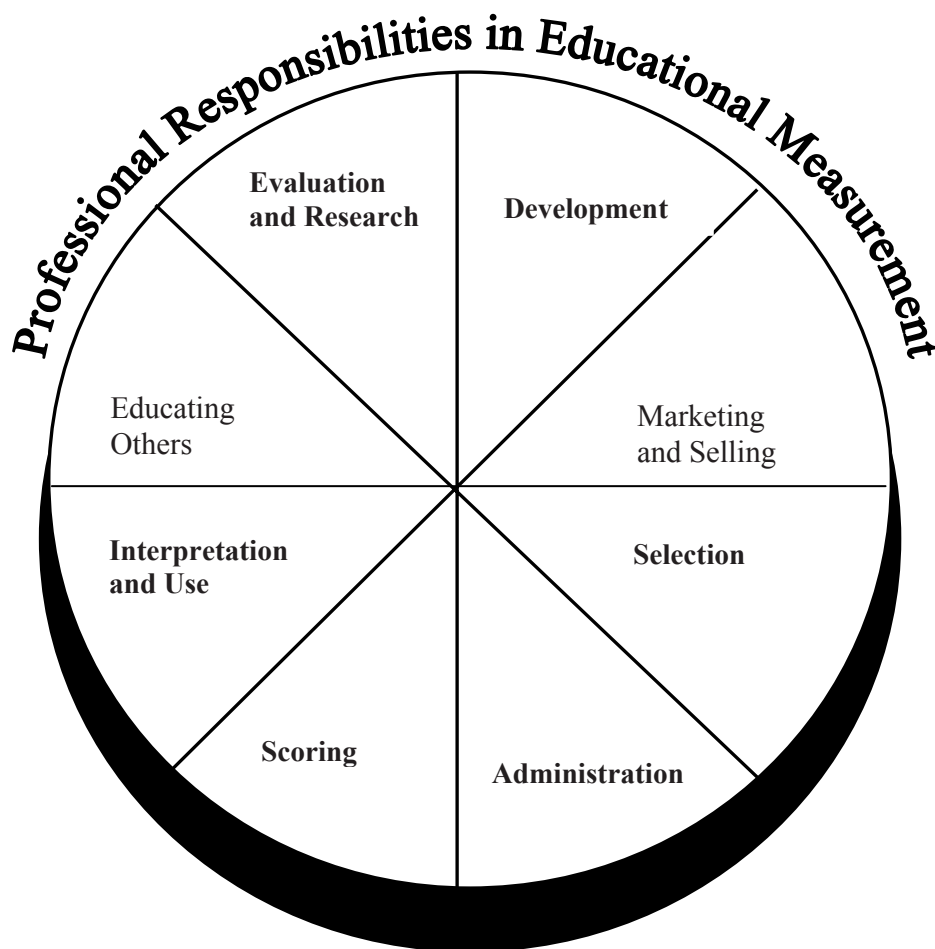 Professional Responsibilities in Educational Measurement
Evaluation
and Research
Development
Educating
Others
Marketing
and Selling
Interpretation
and Use
Selection
Scoring
Administration